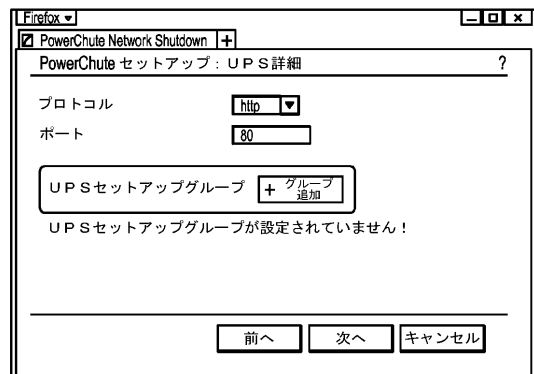 Firefox
PowerChute Network Shutdown +
PowerChute セットアップ：ＵＰＳ詳細 ?
プロトコル http
ポート 80
ＵＰＳセットアップグループ + グループ追加
ＵＰＳセットアップグループが設定されていません！
前へ 次へ キャンセル